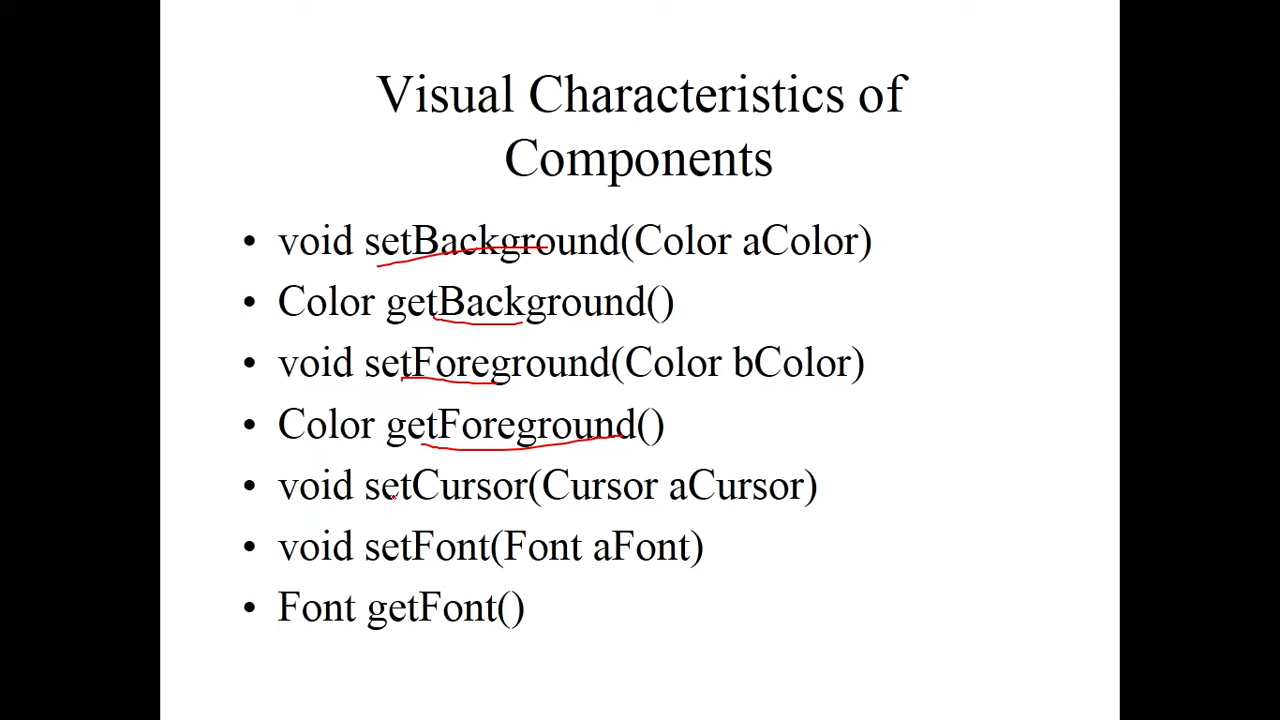 Visual Characteristics of
Components
• void setBackground(Color aColor)
• Color getBackground()
• void setForeground(Color bColor)
• Color getForeground()
• void setCursor(Cursor aCursor)
• void setFont(Font aFont)
• Font getFont()